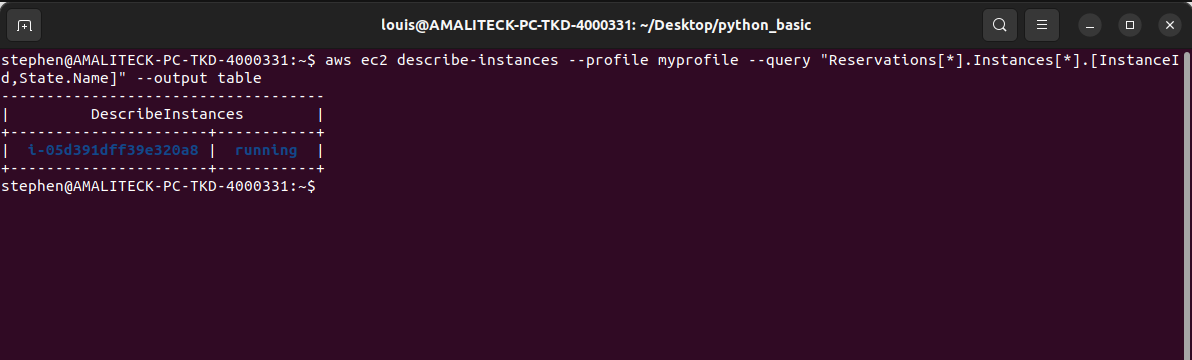 louis@AMALITECK-PC-TKD-4000331: ~/Desktop/python_basic
stephen@AMALITECK-PC-TKD-4000331:~$ aws ec2 describe-instances --profile myprofile --query "Reservations[*].Instances[*].[InstanceI
d,State.Name]" --output table
------------------------------------
|         DescribeInstances        |
+----------------------+-----------+
|  i-05d391dff39e320a8 |  running  |
+----------------------+-----------+
stephen@AMALITECK-PC-TKD-4000331:~$